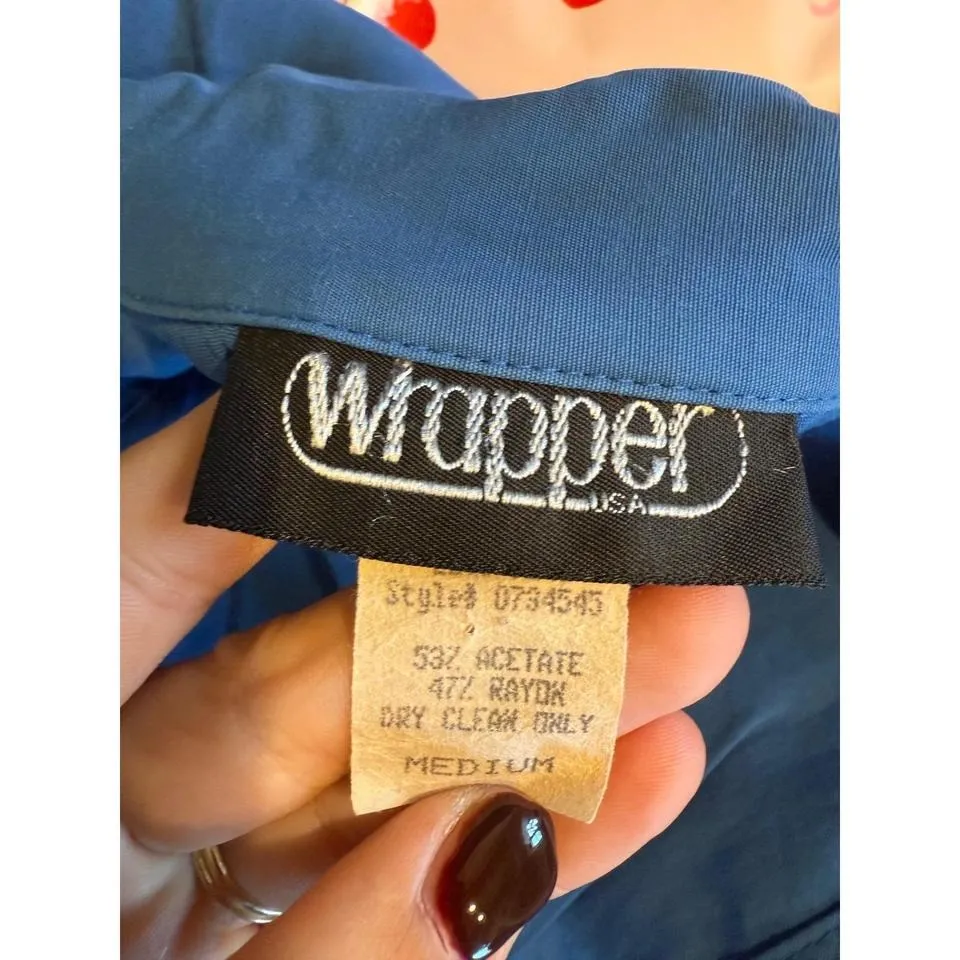 wrapper
USA
Style# 0734545
53% ACETATE
47% RAYON
DRY CLEAN ONLY
MEDIUM